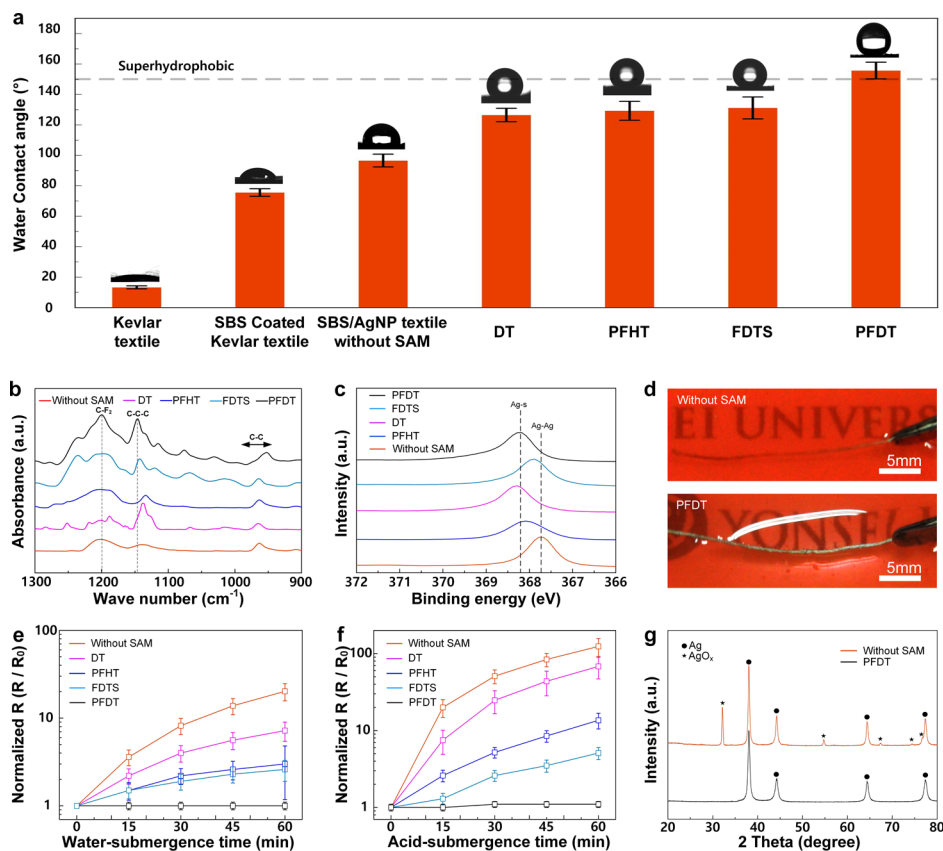 a
180
160
140
120
100
80
60
40
20
0
Water Contact angle (°)
Superhydrophobic
Kevlar
textile
SBS Coated
Kevlar textile
SBS/AgNP textile
without SAM
DT
PFHT
FDTS
PFDT
b
Without SAM DT PFHT FDTS PFDT
C-F₂
C-C-C
C-C
Absorbance (a.u.)
1300 1200 1100 1000 900
Wave number (cm⁻¹)
c
PFDT
FDTS
DT
PFHT
Without SAM
Ag-s
Ag-Ag
Intensity (a.u.)
372 371 370 369 368 367 366
Binding energy (eV)
d
Without SAM
EI UNIVERS
5mm
PFDT
YONSEI
5mm
e
100
10
1
Normalized R (R / R₀)
Without SAM
DT
PFHT
FDTS
PFDT
0 15 30 45 60
Water-submergence time (min)
f
100
10
1
Normalized R (R / R₀)
Without SAM
DT
PFHT
FDTS
PFDT
0 15 30 45 60
Acid-submergence time (min)
g
Ag
AgOₓ
Without SAM
PFDT
Intensity (a.u.)
20 30 40 50 60 70 80
2 Theta (degree)